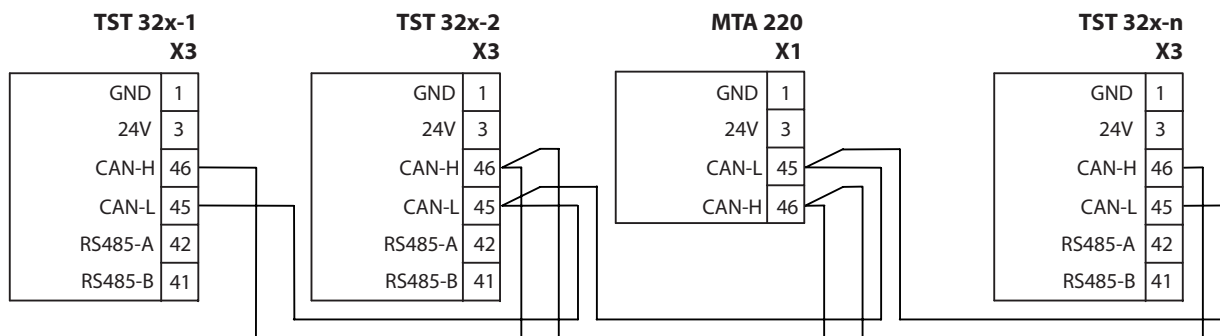 TST 32x-1
X3
GND 1
24V 3
CAN-H 46
CAN-L 45
RS485-A 42
RS485-B 41
TST 32x-2
X3
GND 1
24V 3
CAN-H 46
CAN-L 45
RS485-A 42
RS485-B 41
MTA 220
X1
GND 1
24V 3
CAN-L 45
CAN-H 46
TST 32x-n
X3
GND 1
24V 3
CAN-H 46
CAN-L 45
RS485-A 42
RS485-B 41